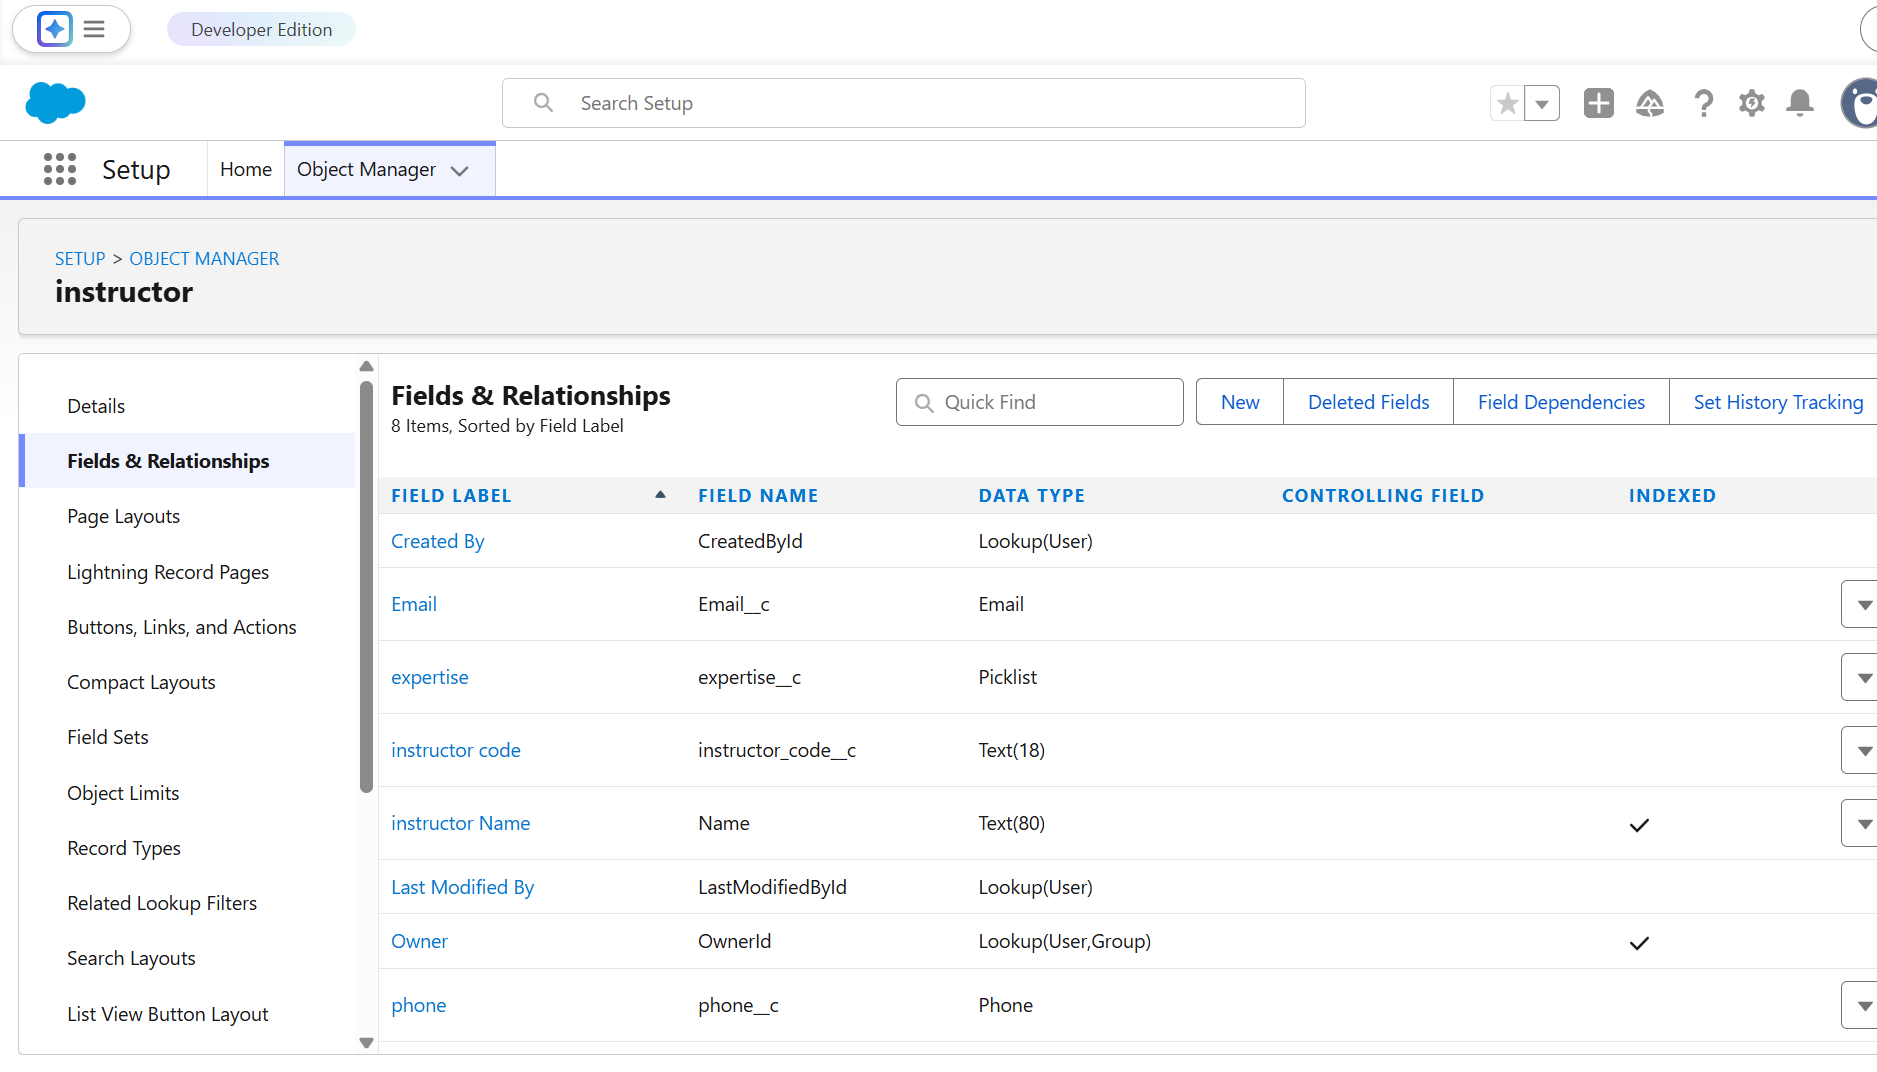 Developer Edition
Search Setup
Setup
Home
Object Manager
SETUP > OBJECT MANAGER
instructor
Details
Fields & Relationships
Page Layouts
Lightning Record Pages
Buttons, Links, and Actions
Compact Layouts
Field Sets
Object Limits
Record Types
Related Lookup Filters
Search Layouts
List View Button Layout
Fields & Relationships
8 Items, Sorted by Field Label
Quick Find
New
Deleted Fields
Field Dependencies
Set History Tracking
FIELD LABEL FIELD NAME DATA TYPE CONTROLLING FIELD INDEXED
Created By CreatedById Lookup(User)
Email Email__c Email
expertise expertise__c Picklist
instructor code instructor_code__c Text(18)
instructor Name Name Text(80)
Last Modified By LastModifiedById Lookup(User)
Owner OwnerId Lookup(User,Group)
phone phone__c Phone